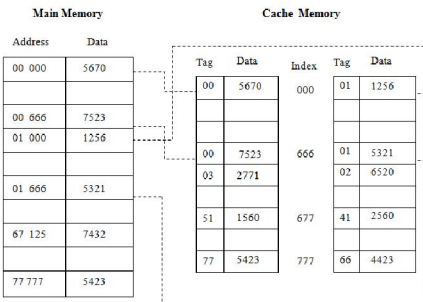 Main Memory Cache Memory
Address Data
Tag Data Index Tag Data
00 000 5670
00 5670 000 01 1256
00 666 7523
01 000 1256
00 7523 666 01 5321
03 2771 02 6520
01 666 5321
51 1560 677 41 2560
67 125 7432
77 5423 777 66 4423
77 777 5423